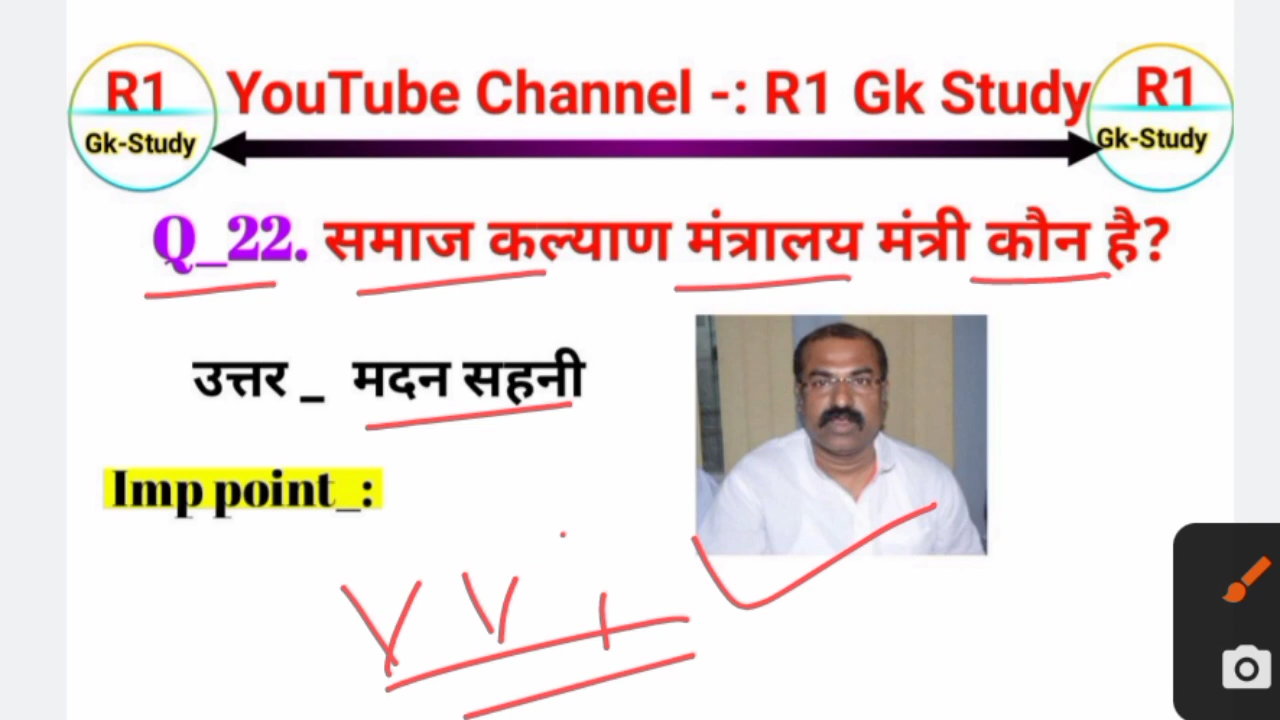 R1 YouTube Channel -: R1 Gk Study R1
Gk-Study Gk-Study
Q_22. समाज कल्याण मंत्रालय मंत्री कौन है?
उत्तर _ मदन सहनी
Imp point_:
V V I